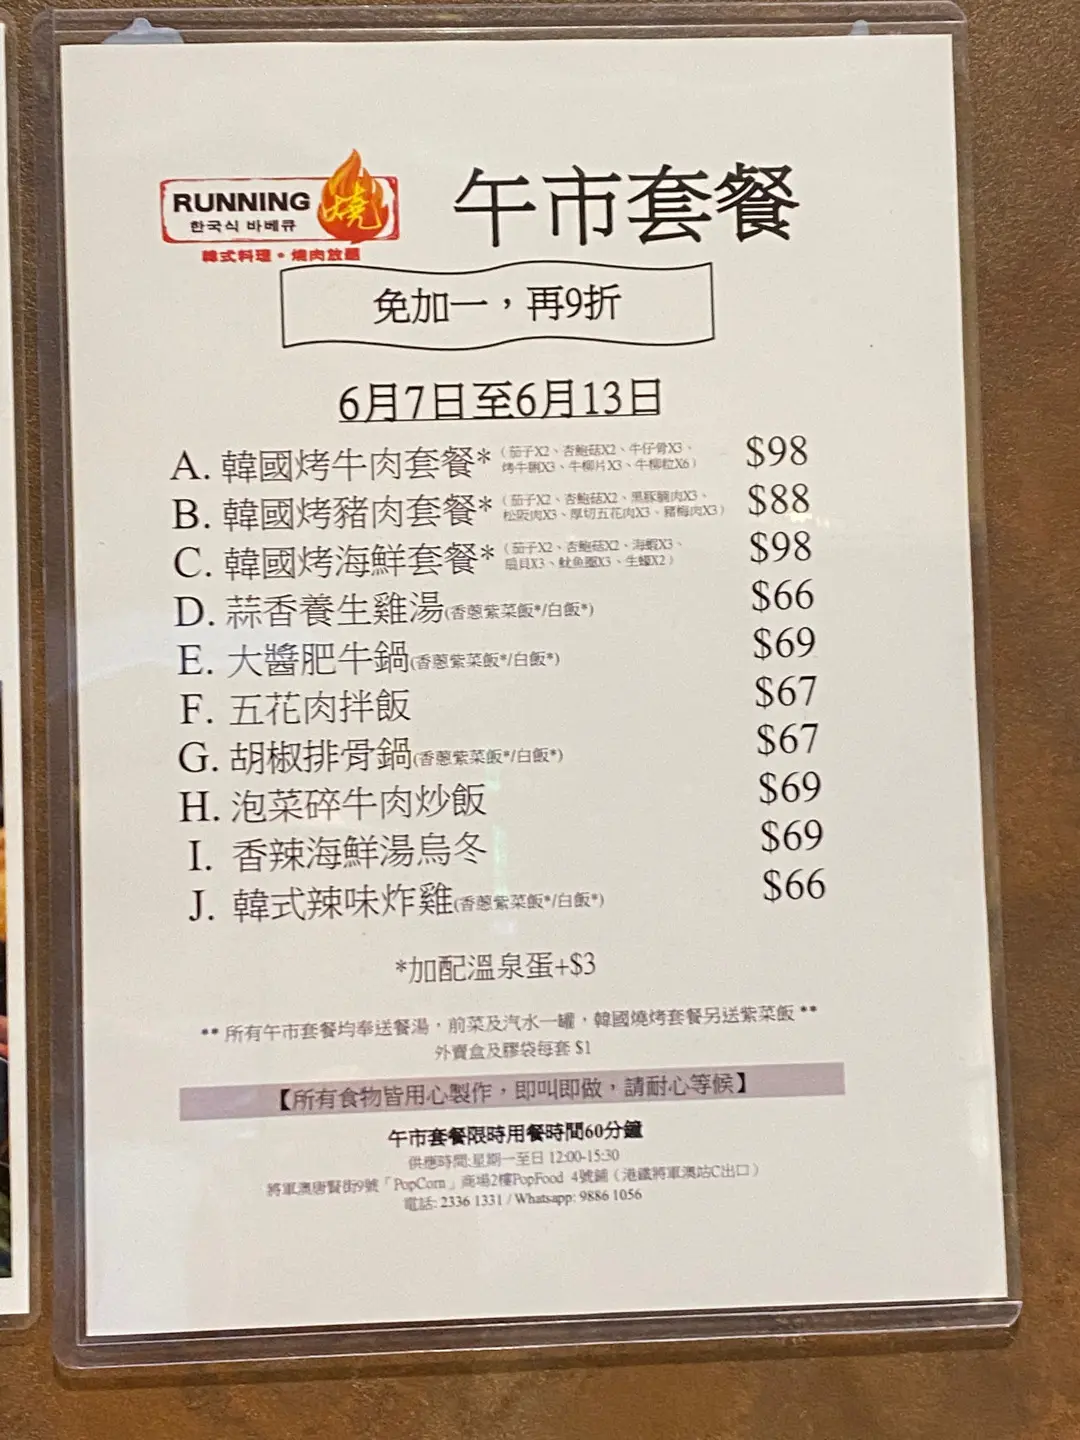 RUNNING 燒
한국식 바베큐
韓式料理•燒肉放題
午市套餐
免加一，再9折
6月7日至6月13日
A. 韓國烤牛肉套餐* (茄子X2、杏鮑菇X2、牛仔骨X3、 $98
烤牛脷X3、牛柳片X3、牛柳粒X6)
B. 韓國烤豬肉套餐* (茄子X2、杏鮑菇X2、黑豚腩肉X3、 $88
松阪肉X3、厚切五花肉X3、豬梅肉X3)
C. 韓國烤海鮮套餐* (茄子X2、杏鮑菇X2、海蝦X3、 $98
扇貝X3、魷魚圈X3、生蠔X2)
D. 蒜香養生雞湯(香蔥紫菜飯*/白飯*) $66
E. 大醬肥牛鍋(香蔥紫菜飯*/白飯*) $69
F. 五花肉拌飯 $67
G. 胡椒排骨鍋(香蔥紫菜飯*/白飯*) $67
H. 泡菜碎牛肉炒飯 $69
I. 香辣海鮮湯烏冬 $69
J. 韓式辣味炸雞(香蔥紫菜飯*/白飯*) $66
*加配溫泉蛋+$3
** 所有午市套餐均奉送餐湯，前菜及汽水一罐，韓國燒烤套餐另送紫菜飯 **
外賣盒及膠袋每套 $1
【所有食物皆用心製作，即叫即做，請耐心等候】
午市套餐限時用餐時間60分鐘
供應時間:星期一至日 12:00-15:30
將軍澳唐賢街9號「PopCorn」商場2樓PopFood 4號鋪（港鐵將軍澳站C出口）
電話: 2336 1331 / Whatsapp: 9886 1056